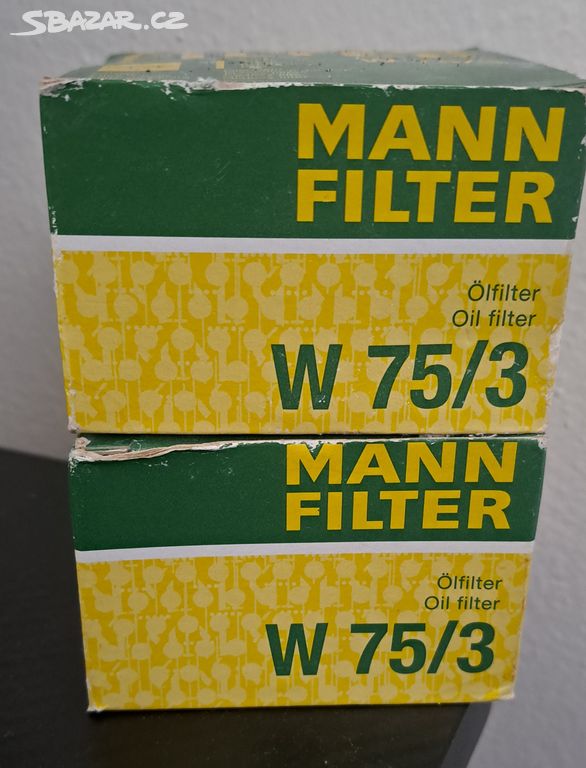 SBAZAR.CZ
MANN
FILTER
Ölfilter
Oil filter
W 75/3
MANN
FILTER
Ölfilter
Oil filter
W 75/3